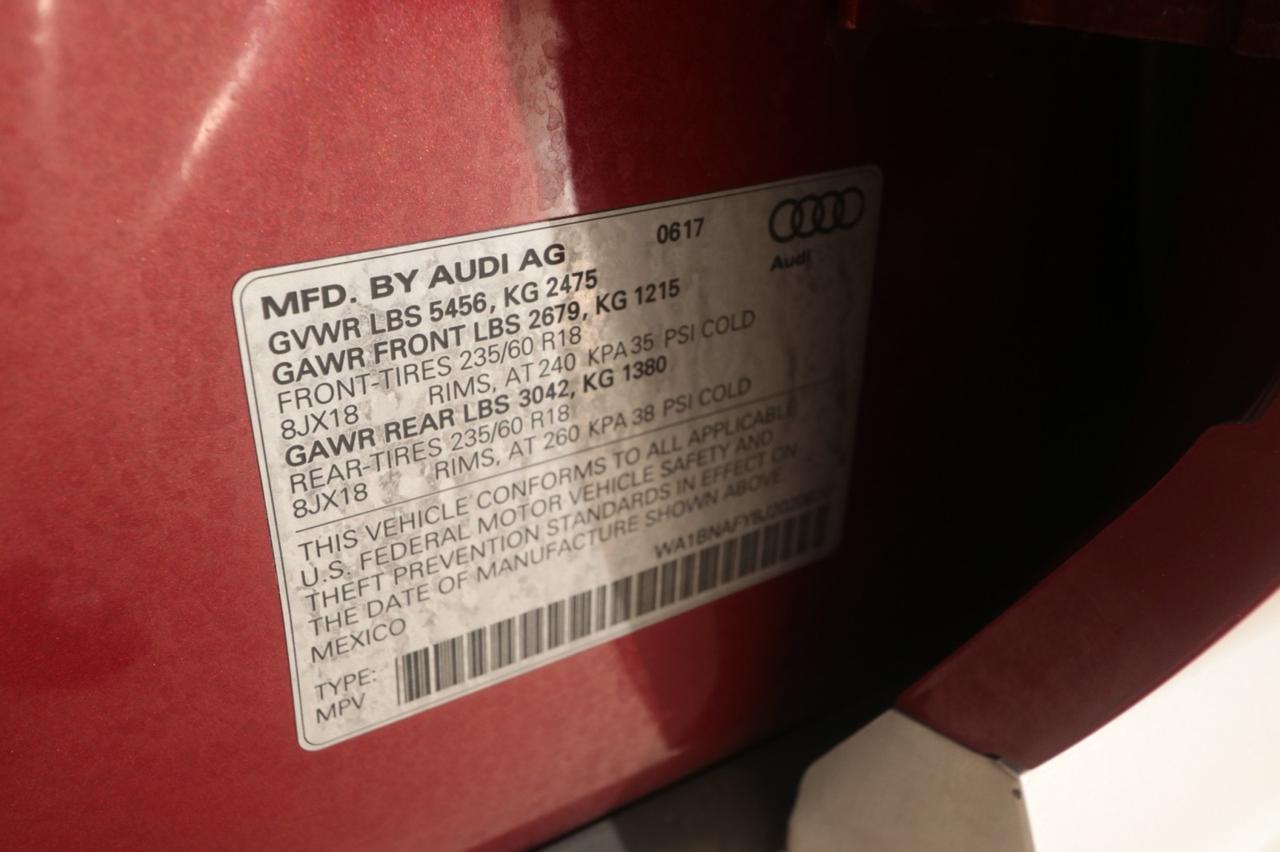 MFD. BY AUDI AG 0617
Audi
GVWR LBS 5456, KG 2475
GAWR FRONT LBS 2679, KG 1215
FRONT-TIRES 235/60 R18
8JX18 RIMS, AT 240 KPA 35 PSI COLD
GAWR REAR LBS 3042, KG 1380
REAR-TIRES 235/60 R18
8JX18 RIMS, AT 260 KPA 38 PSI COLD
THIS VEHICLE CONFORMS TO ALL APPLICABLE
U.S. FEDERAL MOTOR VEHICLE SAFETY AND
THEFT PREVENTION STANDARDS IN EFFECT ON
THE DATE OF MANUFACTURE SHOWN ABOVE
MEXICO
TYPE:
MPV